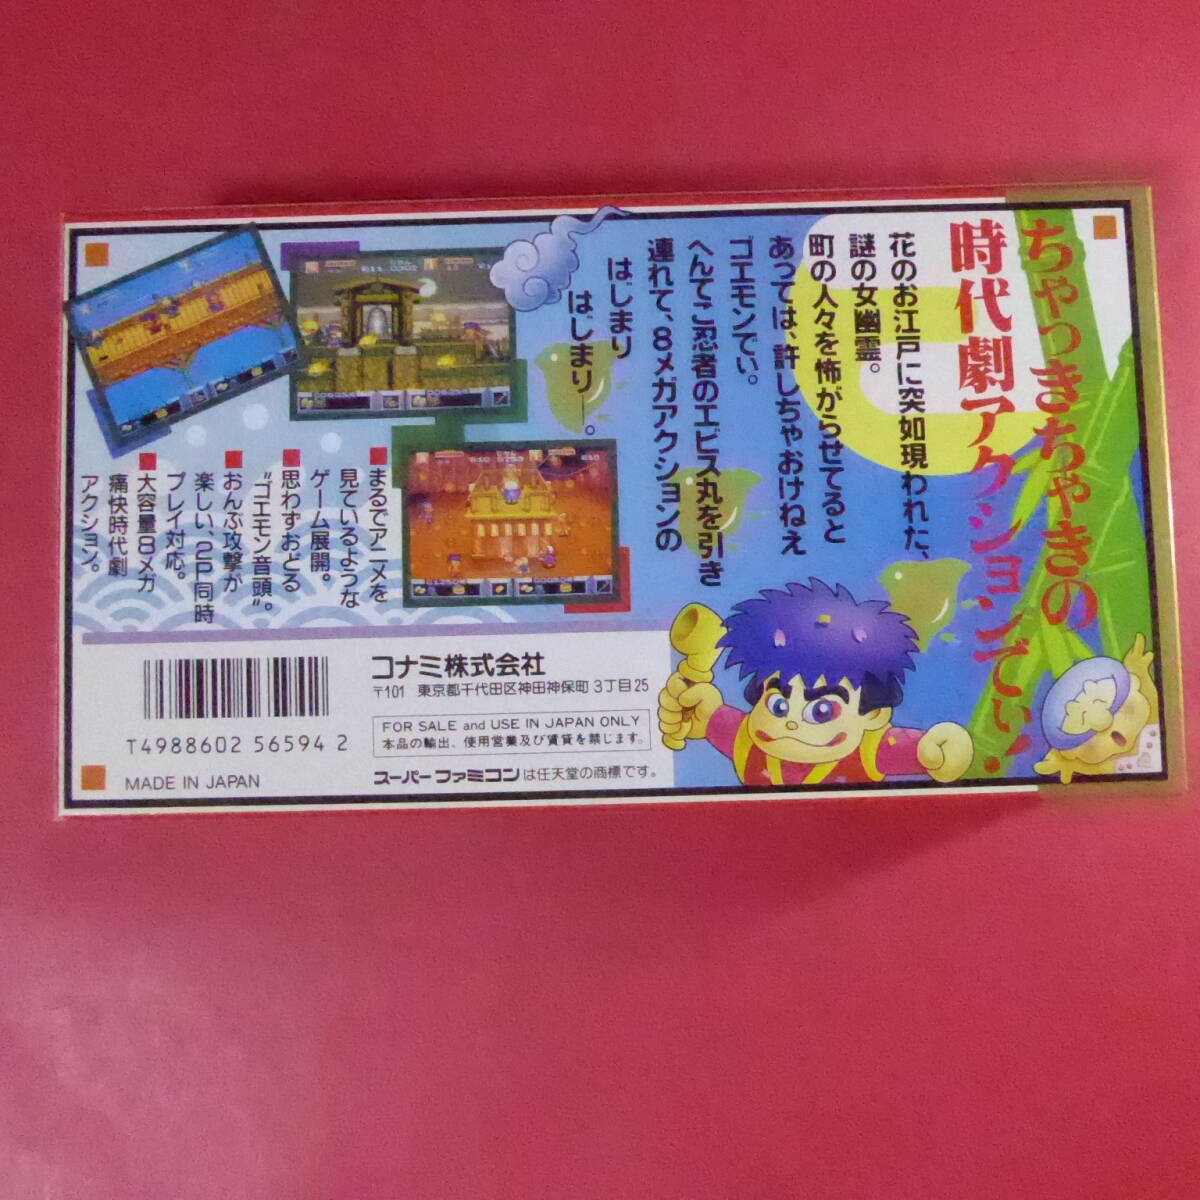 ちゃっきちゃきの
時代劇アクションでい!
花のお江戸に突如現われた、
謎の女幽霊。
町の人々を怖がらせてると
あっては、許しちゃおけねえ
ゴエモンでい。
へんてこ忍者のエビス丸を引き
連れて、8メガアクションの
はじまり
はじまり──。
■まるでアニメを
見ているような
ゲーム展開。
■思わずおどる
“ゴエモン音頭”。
■おんぶ攻撃が
楽しい、2P同時
プレイ対応。
■大容量8メガ
痛快時代劇
アクション。
コナミ株式会社
〒101 東京都千代田区神田神保町3丁目25
FOR SALE and USE IN JAPAN ONLY
本品の輸出、使用営業及び賃貸を禁じます。
スーパーファミコンは任天堂の商標です。
T4988602 56594 2
MADE IN JAPAN